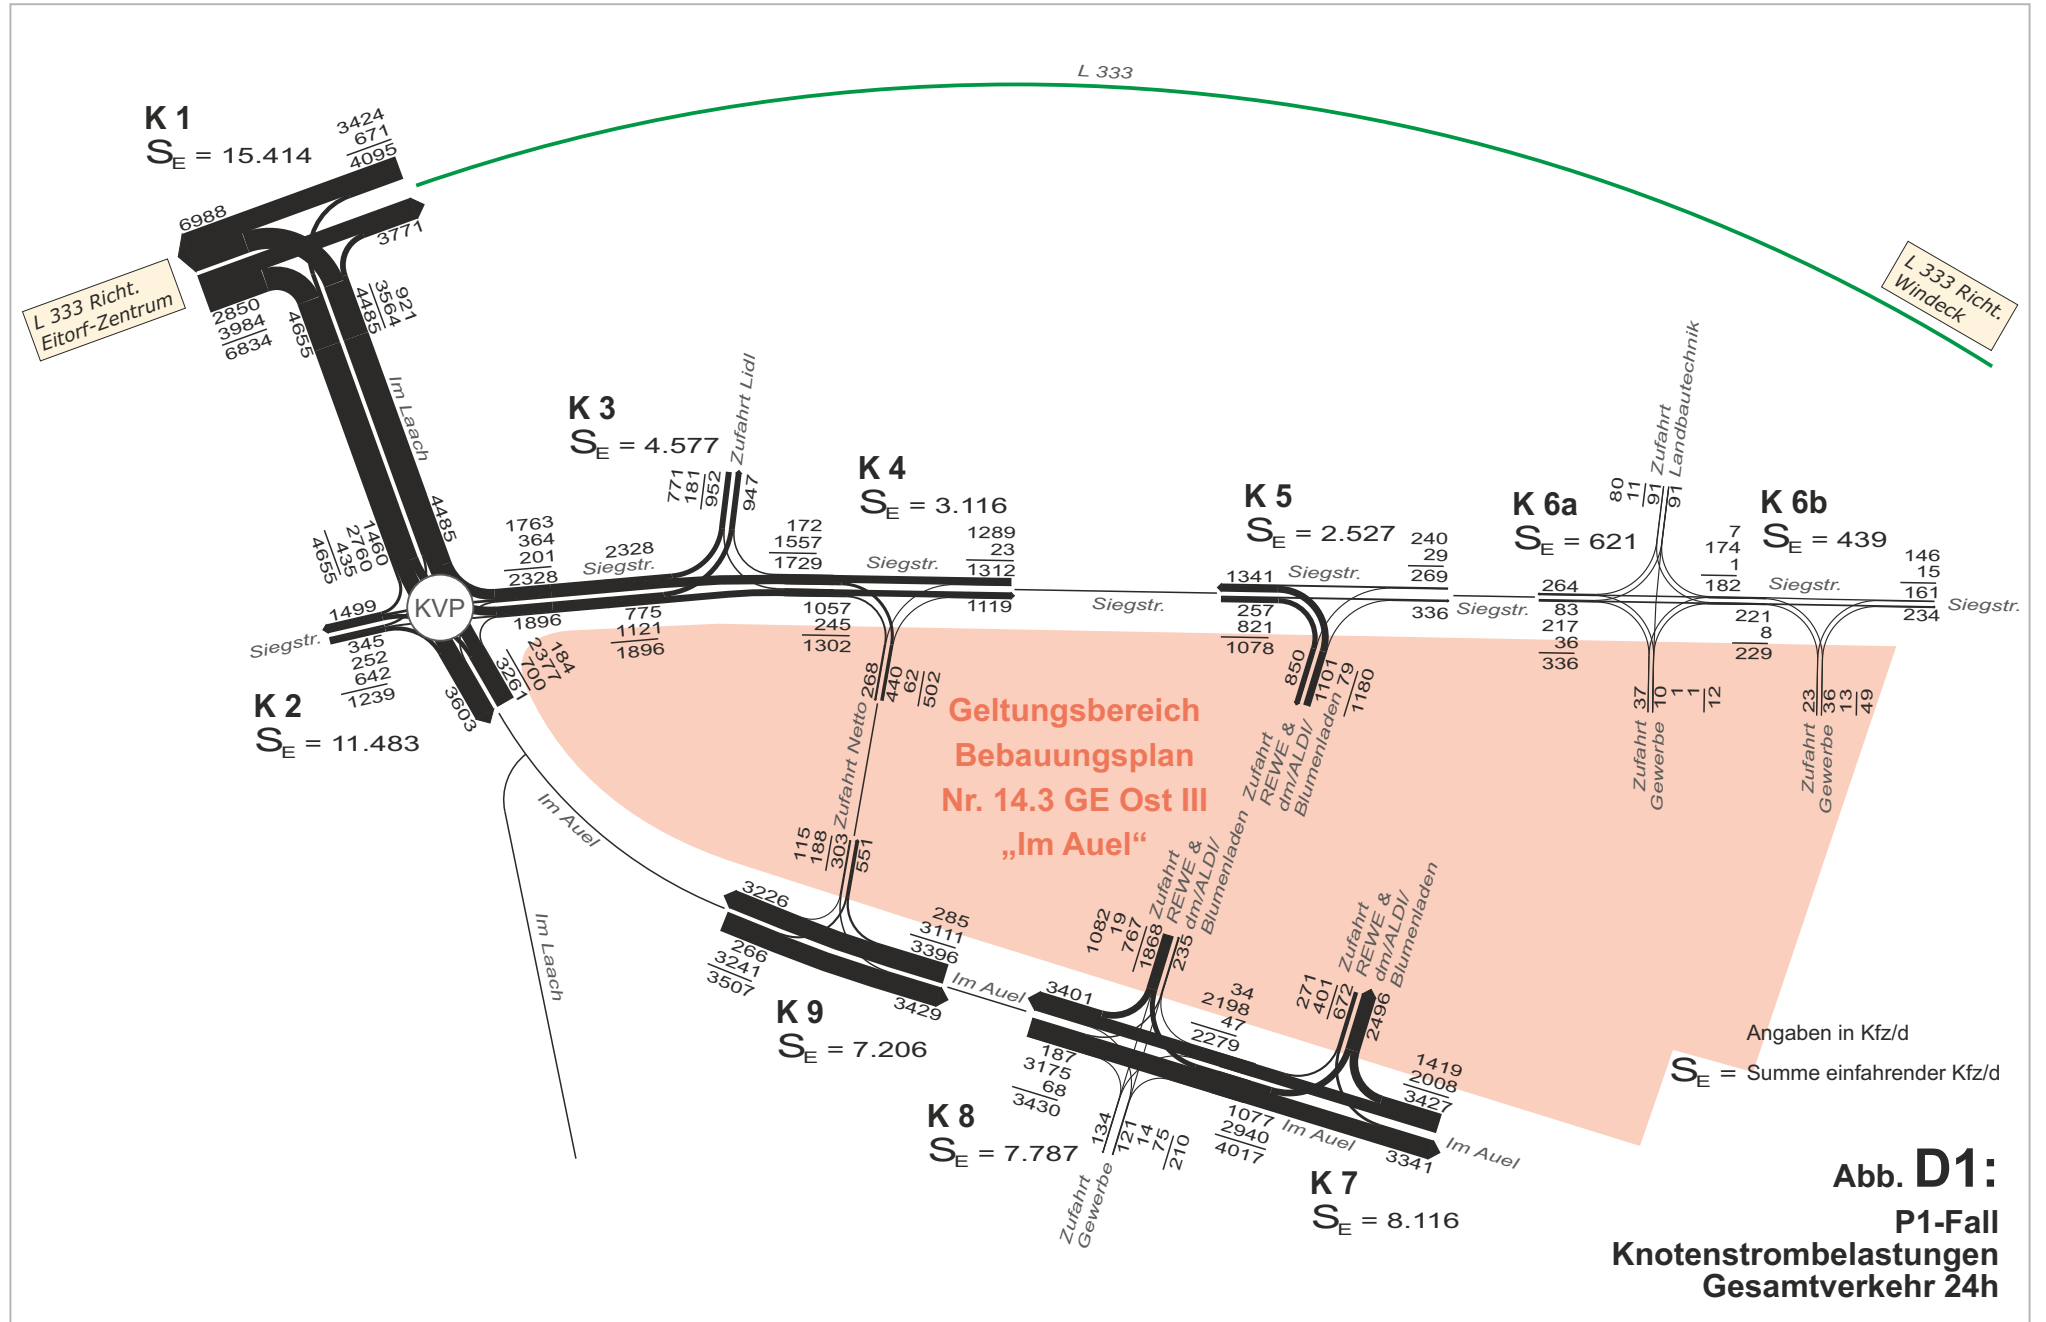 L 333
K 1
SE = 15.414
3424
671
4095
6988
3771
L 333 Richt.
Eitorf-Zentrum
2850
3984
6834
4655
921
3564
4485
Im Laach
L 333 Richt.
Windeck
4485
1460
2760
435
4655
KVP
1499
Siegstr.
345
252
642
1239
K 2
SE = 11.483
3603
184
2377
700
3261
1763
364
201
2328
2328
Siegstr.
1896
775
1121
1896
K 3
SE = 4.577
771
181
952
947
Zufahrt Lidl
K 4
SE = 3.116
172
1557
1729
Siegstr.
1289
23
1312
1119
1057
245
1302
268
440
62
502
Zufahrt Netto
Siegstr.
K 5
SE = 2.527
1341
Siegstr.
240
29
269
336
257
821
1078
850
1101
79
1180
Zufahrt
REWE &
dm/ALDI/
Blumenladen
Siegstr.
K 6a
SE = 621
264
83
217
36
336
80
11
91
91
Zufahrt
Landbautechnik
7
174
1
182
37
10
1
1
12
Zufahrt
Gewerbe
K 6b
SE = 439
Siegstr.
146
15
161
234
Siegstr.
221
8
229
23
36
13
49
Zufahrt
Gewerbe
Geltungsbereich
Bebauungsplan
Nr. 14.3 GE Ost III
„Im Auel“
Im Auel
Im Laach
115
188
303
551
3226
285
3111
3396
266
3241
3507
3429
K 9
SE = 7.206
Im Auel
1082
19
767
1868
235
Zufahrt
REWE &
dm/ALDI/
Blumenladen
3401
34
2198
47
2279
187
3175
68
3430
K 8
SE = 7.787
134
121
14
75
210
Zufahrt
Gewerbe
271
401
672
2496
Zufahrt
REWE &
dm/ALDI/
Blumenladen
1419
2008
3427
1077
2940
4017
Im Auel
3341
Im Auel
K 7
SE = 8.116
Angaben in Kfz/d
SE = Summe einfahrender Kfz/d
Abb. D1:
P1-Fall
Knotenstrombelastungen
Gesamtverkehr 24h